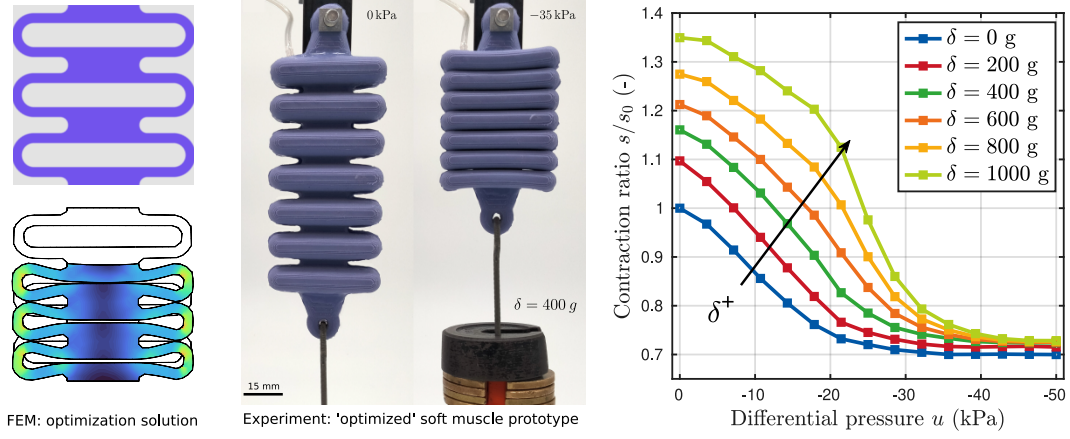 FEM: optimization solution
0 kPa
−35 kPa
δ = 400 g
15 mm
Experiment: 'optimized' soft muscle prototype
Contraction ratio s/s₀ (-)
1.4
1.3
1.2
1.1
1
0.9
0.8
0.7
δ = 0 g
δ = 200 g
δ = 400 g
δ = 600 g
δ = 800 g
δ = 1000 g
δ⁺
-0 -10 -20 -30 -40 -50
Differential pressure u (kPa)